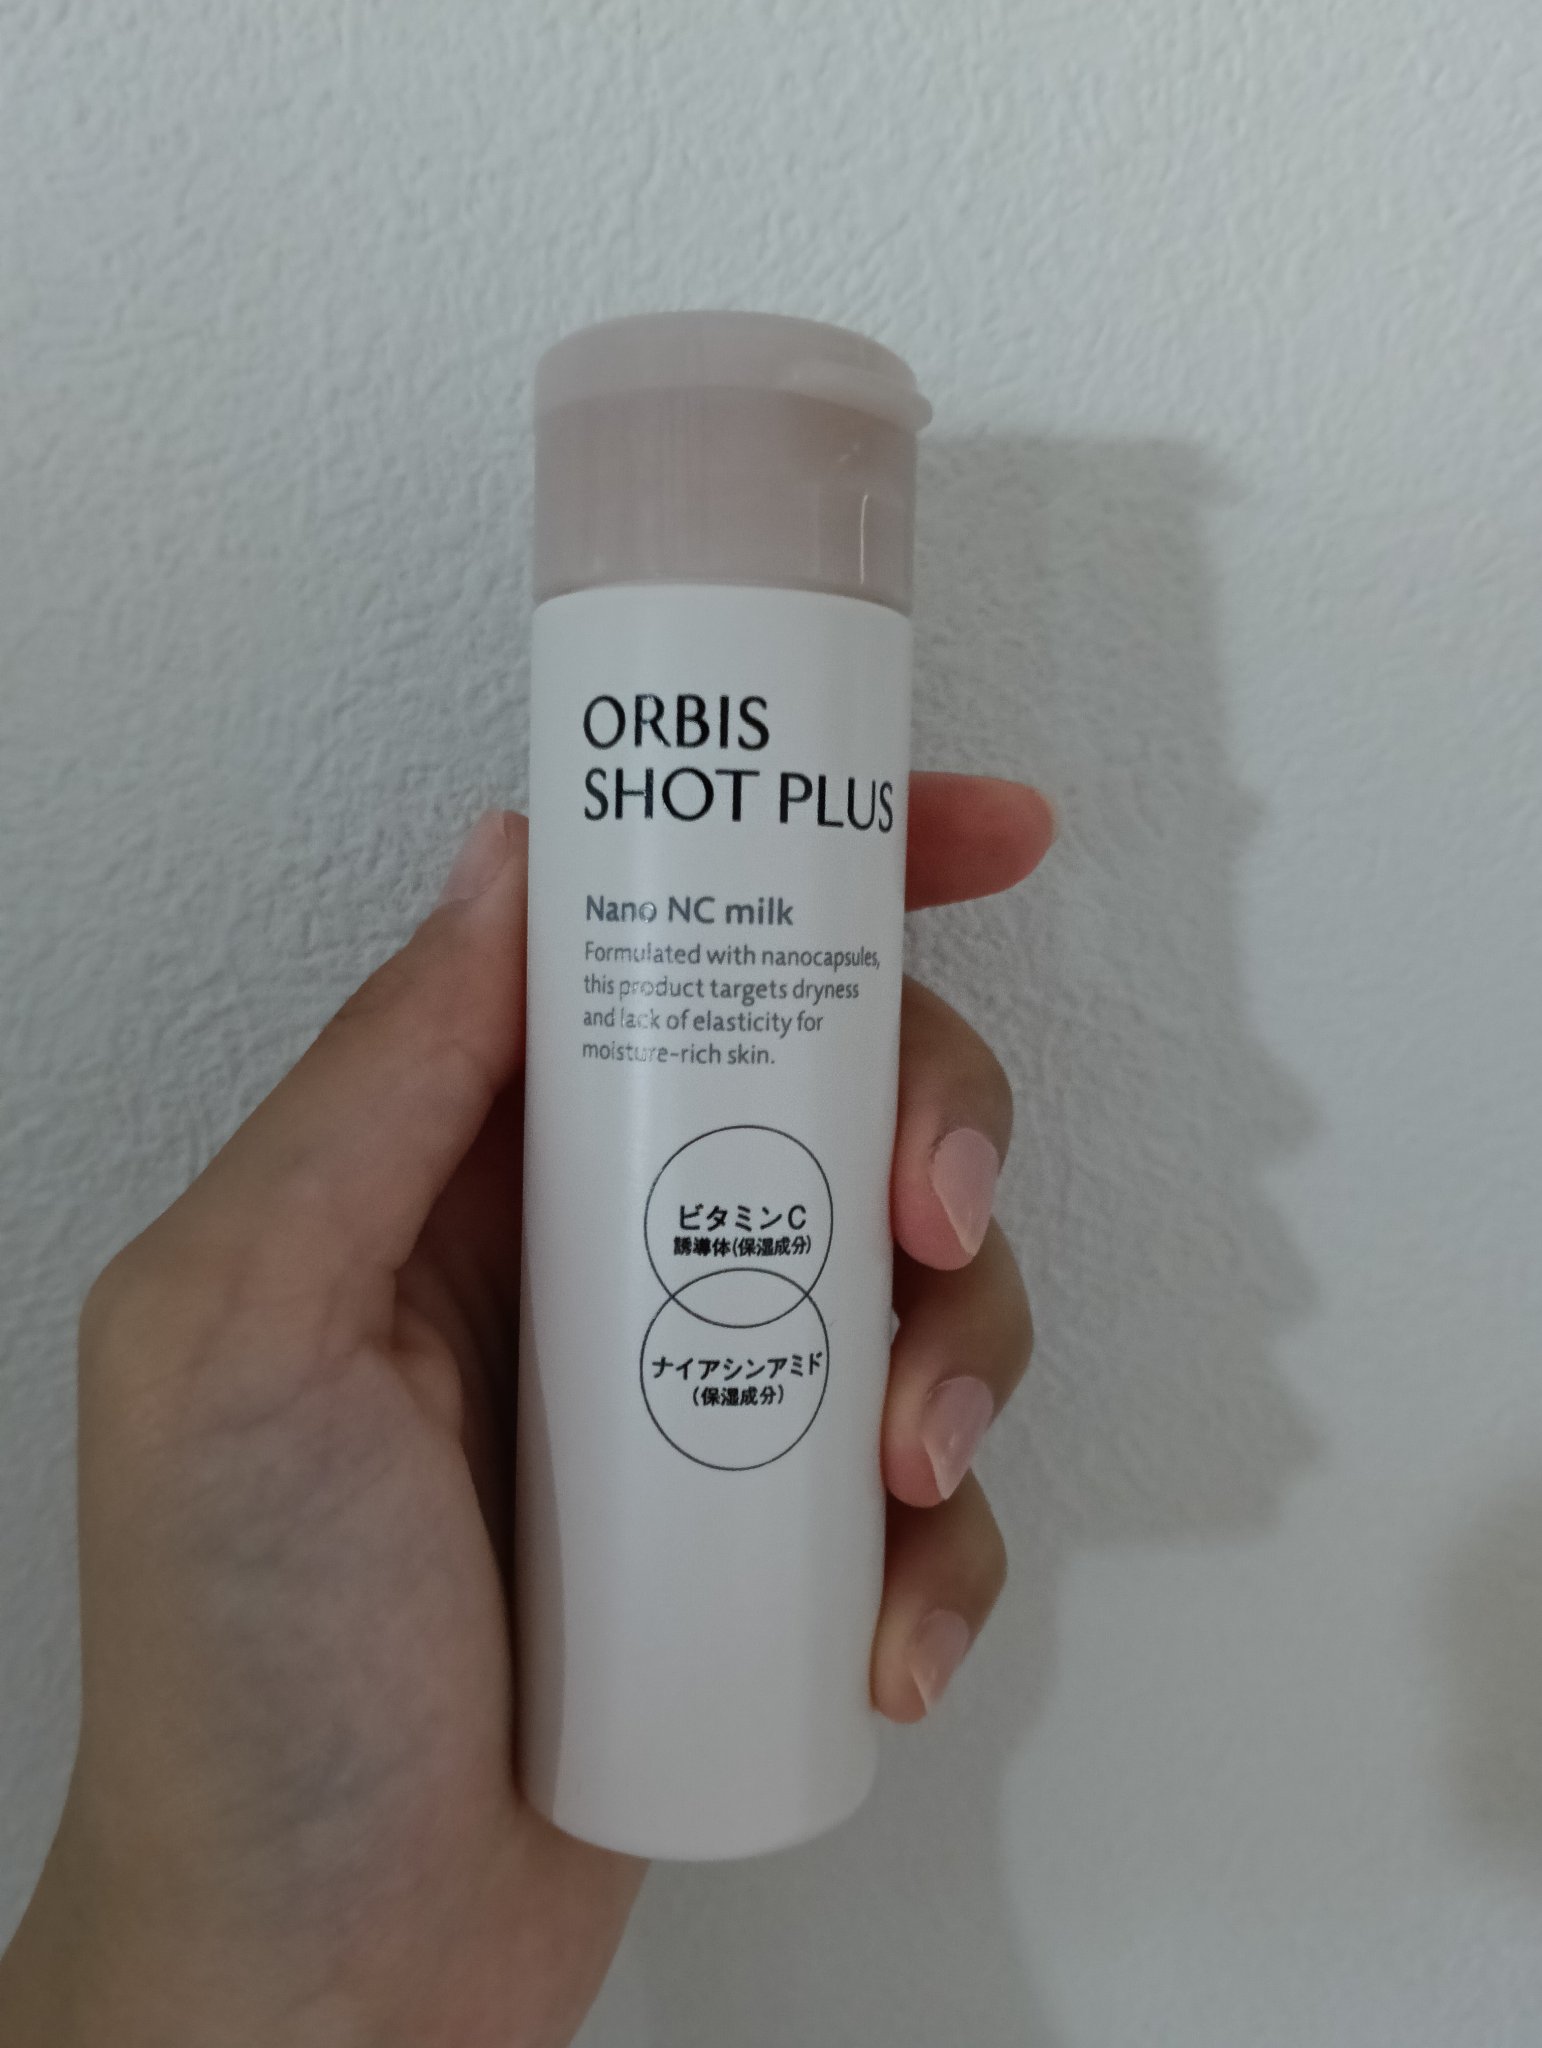 ORBIS
SHOT PLUS
Nano NC milk
Formulated with nanocapsules,
this product targets dryness
and lack of elasticity for
moisture-rich skin.
ビタミンC
誘導体(保湿成分)
ナイアシンアミド
(保湿成分)